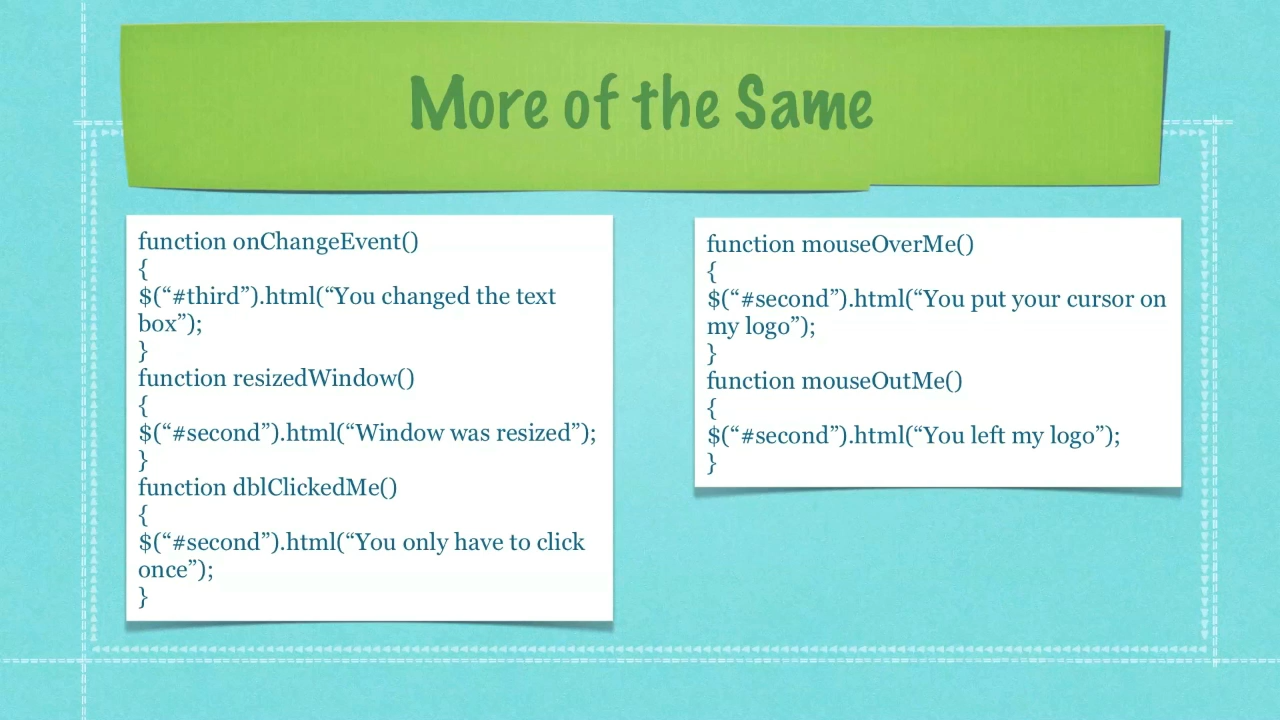 More of the Same
function onChangeEvent()
{
$(“#third”).html(“You changed the text
box”);
}
function resizedWindow()
{
$(“#second”).html(“Window was resized”);
}
function dblClickedMe()
{
$(“#second”).html(“You only have to click
once”);
}
function mouseOverMe()
{
$(“#second”).html(“You put your cursor on
my logo”);
}
function mouseOutMe()
{
$(“#second”).html(“You left my logo”);
}